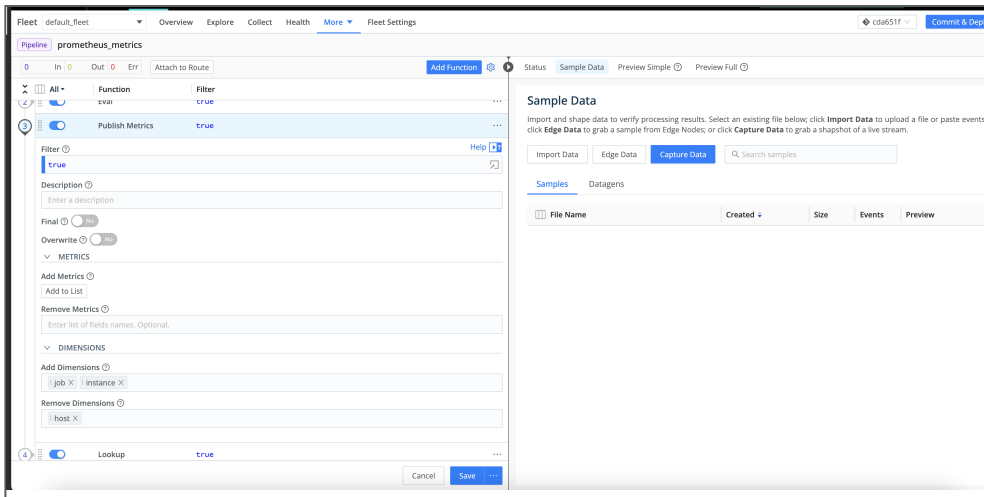 Fleet default_fleet Overview Explore Collect Health More Fleet Settings cda651f
Pipeline prometheus_metrics
0 In 0 Out 0 Err Attach to Route Add Function
All Function Filter
2 Eval true ...
3 Publish Metrics true ...
Filter Help
true
Description
Enter a description
Final No
Overwrite No
METRICS
Add Metrics
Add to List
Remove Metrics
Enter list of fields names. Optional.
DIMENSIONS
Add Dimensions
job X instance X
Remove Dimensions
host X
4 Lookup true ...
Cancel Save ...
Status Sample Data Preview Simple Preview Full
Sample Data
Import and shape data to verify processing results. Select an existing file below; click Import Data to upload a file or paste events
click Edge Data to grab a sample from Edge Nodes; or click Capture Data to grab a shapshot of a live stream.
Import Data Edge Data Capture Data Search samples
Samples Datagens
File Name Created Size Events Preview